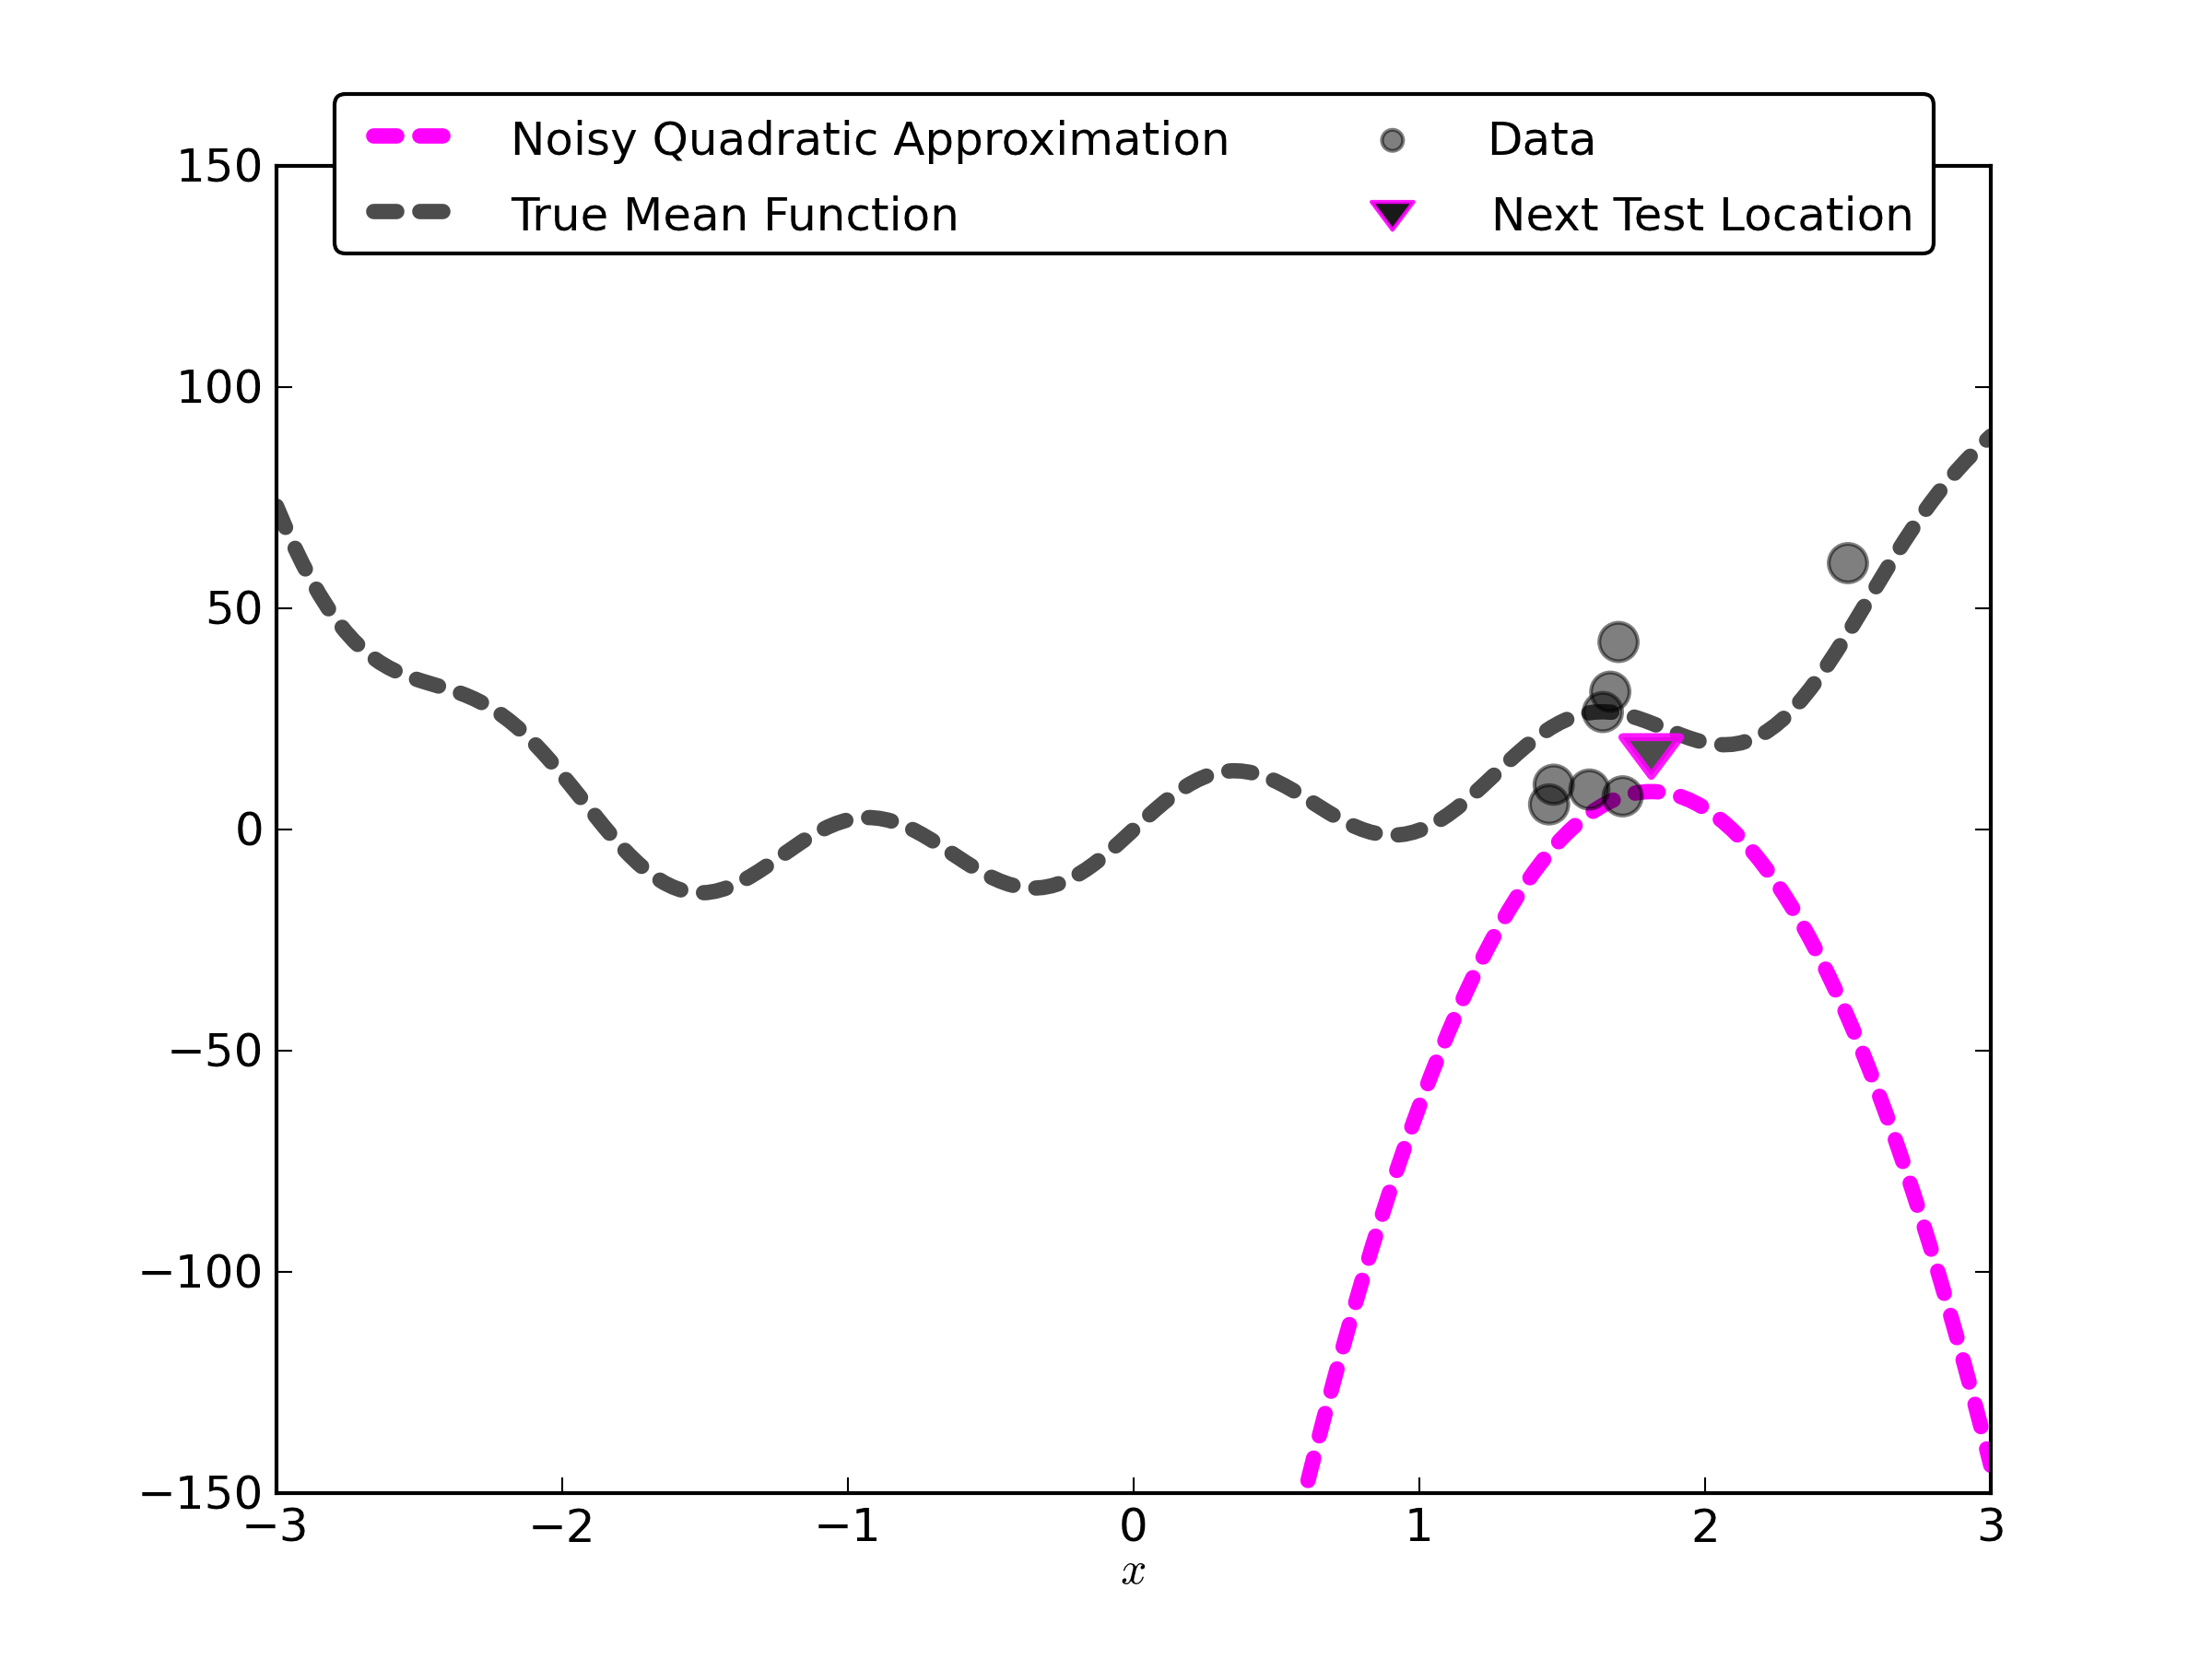 Noisy Quadratic Approximation
True Mean Function
Data
Next Test Location
150
100
50
0
−50
−100
−150
−3 −2 −1 0 1 2 3
x